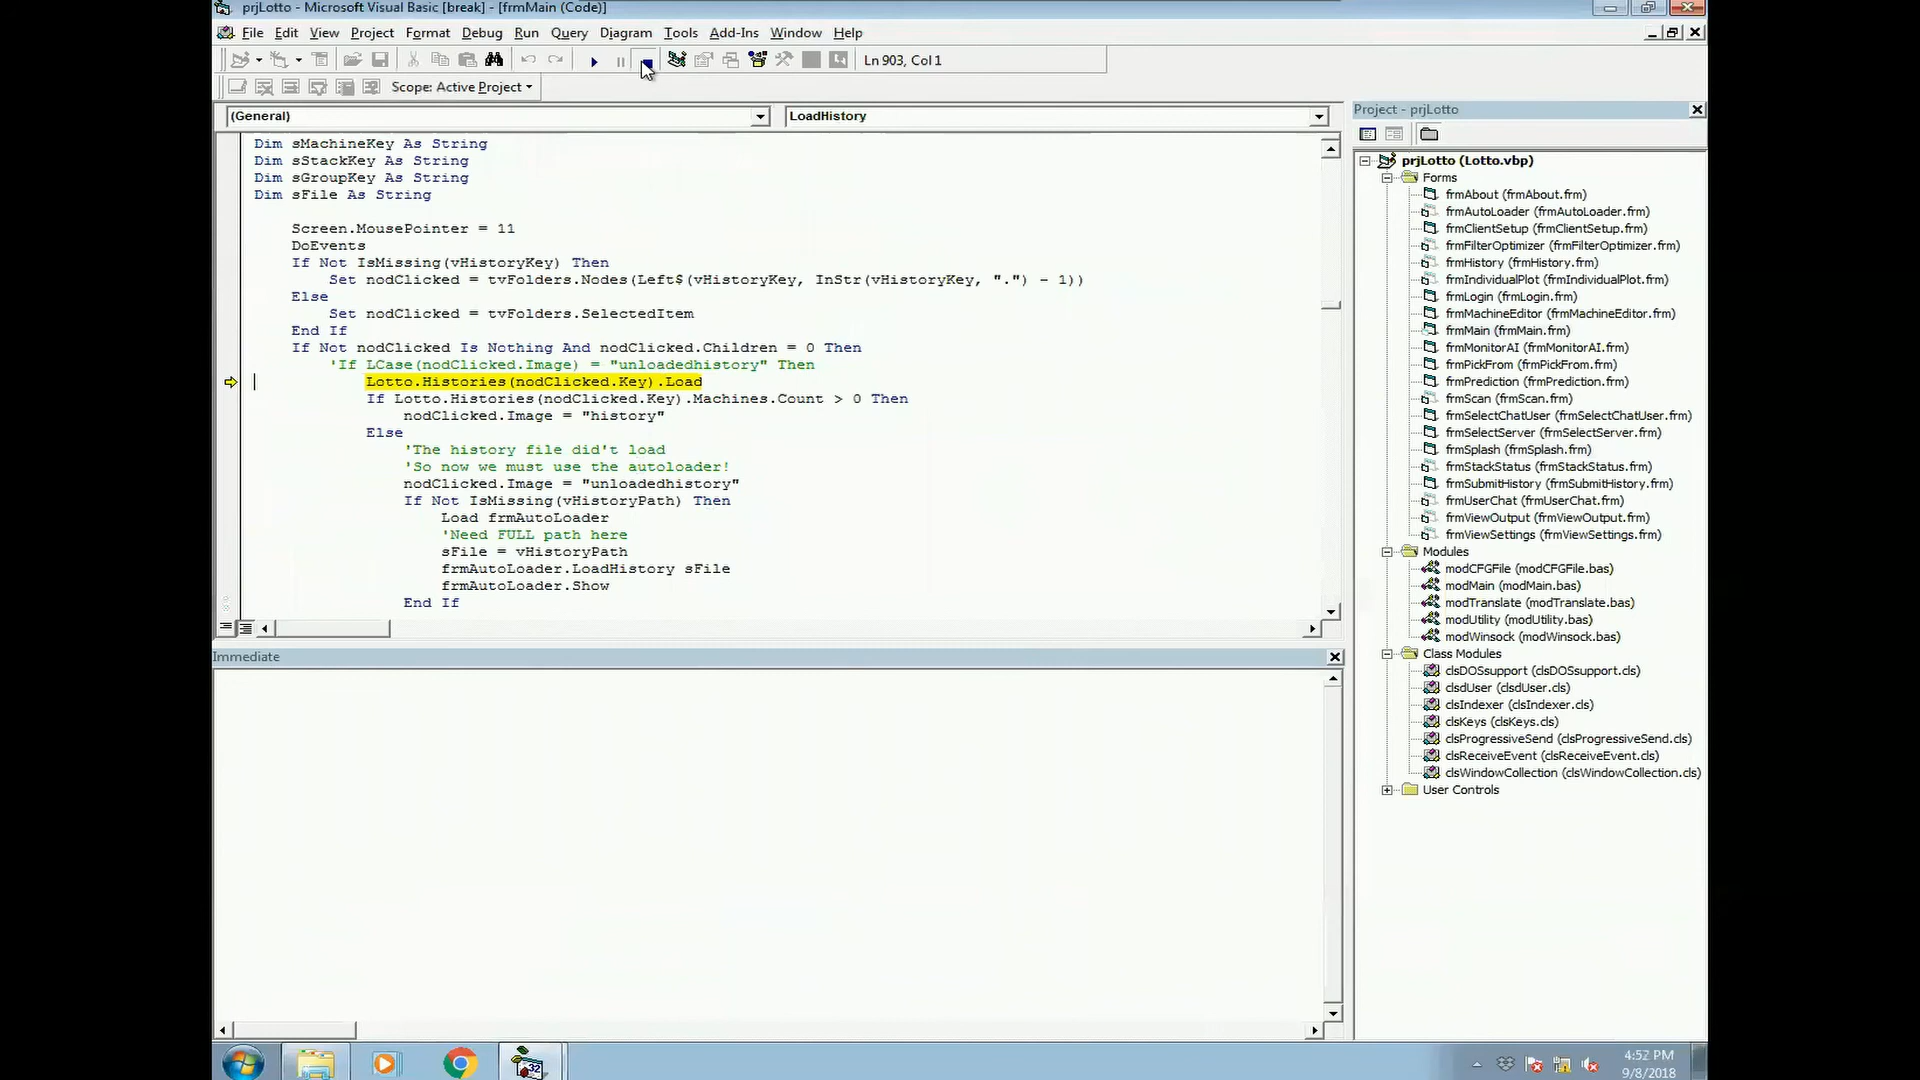 prjLotto - Microsoft Visual Basic [break] - [frmMain (Code)]
File Edit View Project Format Debug Run Query Diagram Tools Add-Ins Window Help
Ln 903, Col 1
Scope: Active Project
(General) LoadHistory
Dim sMachineKey As String
Dim sStackKey As String
Dim sGroupKey As String
Dim sFile As String
Screen.MousePointer = 11
DoEvents
If Not IsMissing(vHistoryKey) Then
Set nodClicked = tvFolders.Nodes(Left$(vHistoryKey, InStr(vHistoryKey, ".") - 1))
Else
Set nodClicked = tvFolders.SelectedItem
End If
If Not nodClicked Is Nothing And nodClicked.Children = 0 Then
'If LCase(nodClicked.Image) = "unloadedhistory" Then
Lotto.Histories(nodClicked.Key).Load
If Lotto.Histories(nodClicked.Key).Machines.Count > 0 Then
nodClicked.Image = "history"
Else
'The history file did't load
'So now we must use the autoloader!
nodClicked.Image = "unloadedhistory"
If Not IsMissing(vHistoryPath) Then
Load frmAutoLoader
'Need FULL path here
sFile = vHistoryPath
frmAutoLoader.LoadHistory sFile
frmAutoLoader.Show
End If
Immediate
Project - prjLotto
prjLotto (Lotto.vbp)
Forms
frmAbout (frmAbout.frm)
frmAutoLoader (frmAutoLoader.frm)
frmClientSetup (frmClientSetup.frm)
frmFilterOptimizer (frmFilterOptimizer.frm)
frmHistory (frmHistory.frm)
frmIndividualPlot (frmIndividualPlot.frm)
frmLogin (frmLogin.frm)
frmMachineEditor (frmMachineEditor.frm)
frmMain (frmMain.frm)
frmMonitorAI (frmMonitorAI.frm)
frmPickFrom (frmPickFrom.frm)
frmPrediction (frmPrediction.frm)
frmScan (frmScan.frm)
frmSelectChatUser (frmSelectChatUser.frm)
frmSelectServer (frmSelectServer.frm)
frmSplash (frmSplash.frm)
frmStackStatus (frmStackStatus.frm)
frmSubmitHistory (frmSubmitHistory.frm)
frmUserChat (frmUserChat.frm)
frmViewOutput (frmViewOutput.frm)
frmViewSettings (frmViewSettings.frm)
Modules
modCFGFile (modCFGFile.bas)
modMain (modMain.bas)
modTranslate (modTranslate.bas)
modUtility (modUtility.bas)
modWinsock (modWinsock.bas)
Class Modules
clsDOSsupport (clsDOSsupport.cls)
clsdUser (clsdUser.cls)
clsIndexer (clsIndexer.cls)
clsKeys (clsKeys.cls)
clsProgressiveSend (clsProgressiveSend.cls)
clsReceiveEvent (clsReceiveEvent.cls)
clsWindowCollection (clsWindowCollection.cls)
User Controls
32
4:52 PM
9/8/2018